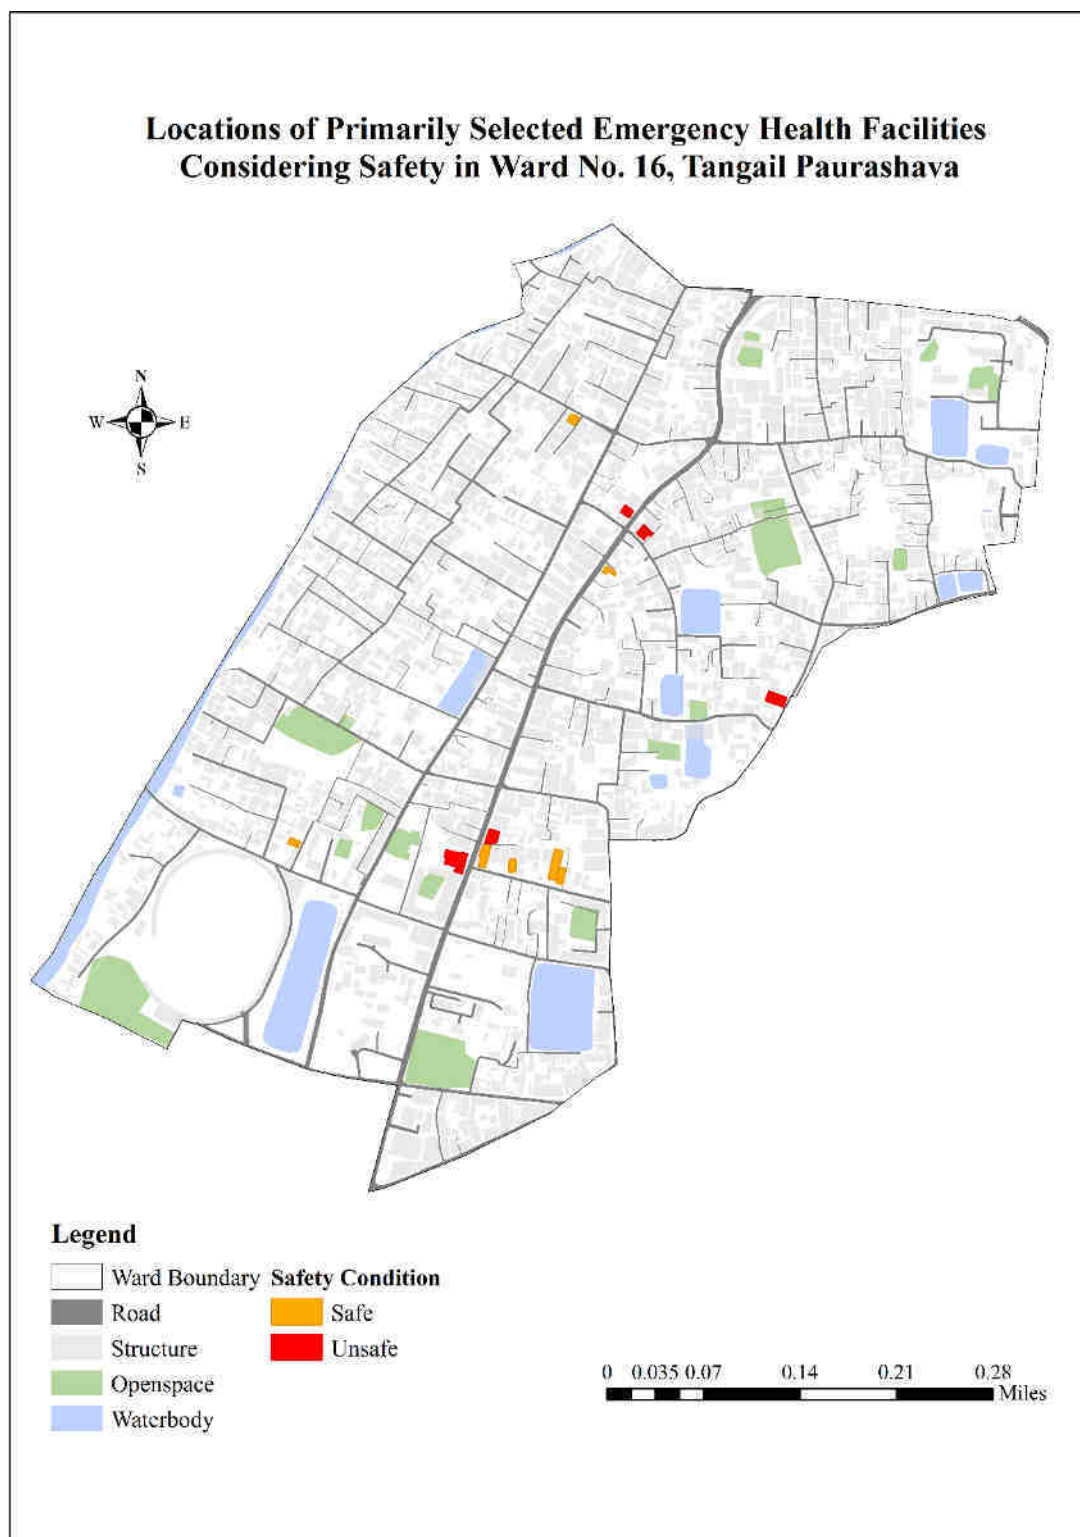 Locations of Primarily Selected Emergency Health Facilities
Considering Safety in Ward No. 16, Tangail Paurashava
N
W E
S
Legend
Ward Boundary Safety Condition
Road Safe
Structure Unsafe
Openspace
Waterbody
0 0.035 0.07 0.14 0.21 0.28
Miles